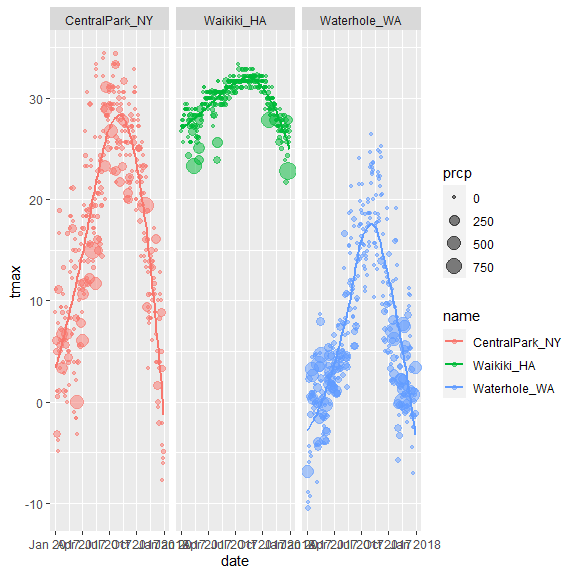 CentralPark_NY Waikiki_HA Waterhole_WA
tmax
30
20
10
0
-10
date
prcp
0
250
500
750
name
CentralPark_NY
Waikiki_HA
Waterhole_WA